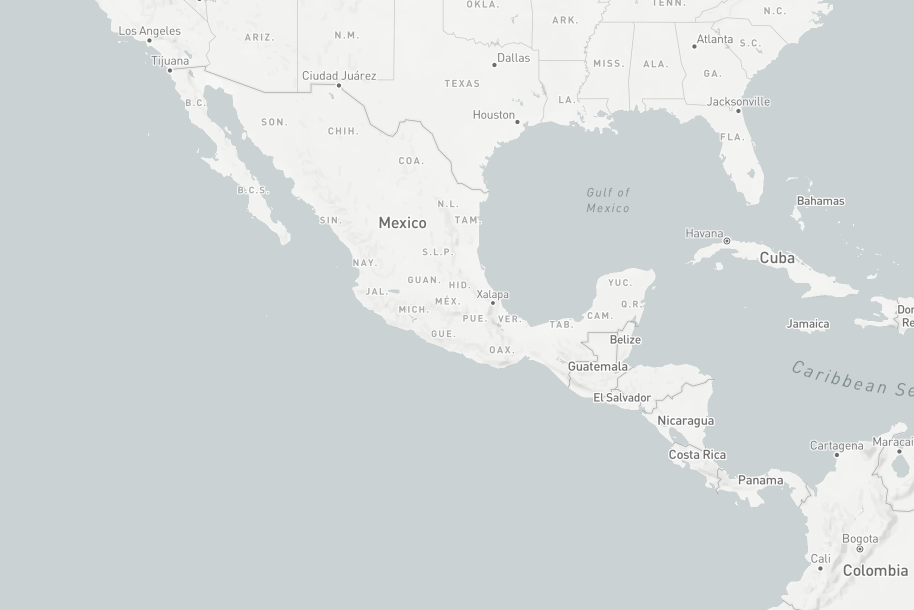 OKLA.
TENN.
N.C.
ARK.
Los Angeles
ARIZ.
N.M.
Atlanta
S.C.
Tijuana
Dallas
MISS.
ALA.
GA.
Ciudad Juárez
TEXAS
B.C.
LA.
Jacksonville
Houston
SON.
CHIH.
FLA.
COA.
B.C.S.
Gulf of
Mexico
Bahamas
N.L.
SIN.
Mexico
TAM.
Havana
S.L.P.
Cuba
NAY.
GUAN.
HID.
YUC.
JAL.
MÉX.
Xalapa
Q.R.
MICH.
PUE.
VER.
CAM.
TAB.
Jamaica
GUE.
Belize
OAX.
Guatemala
Caribbean Se
El Salvador
Nicaragua
Cartagena
Maracai
Costa Rica
Panama
Bogota
Cali
Colombia